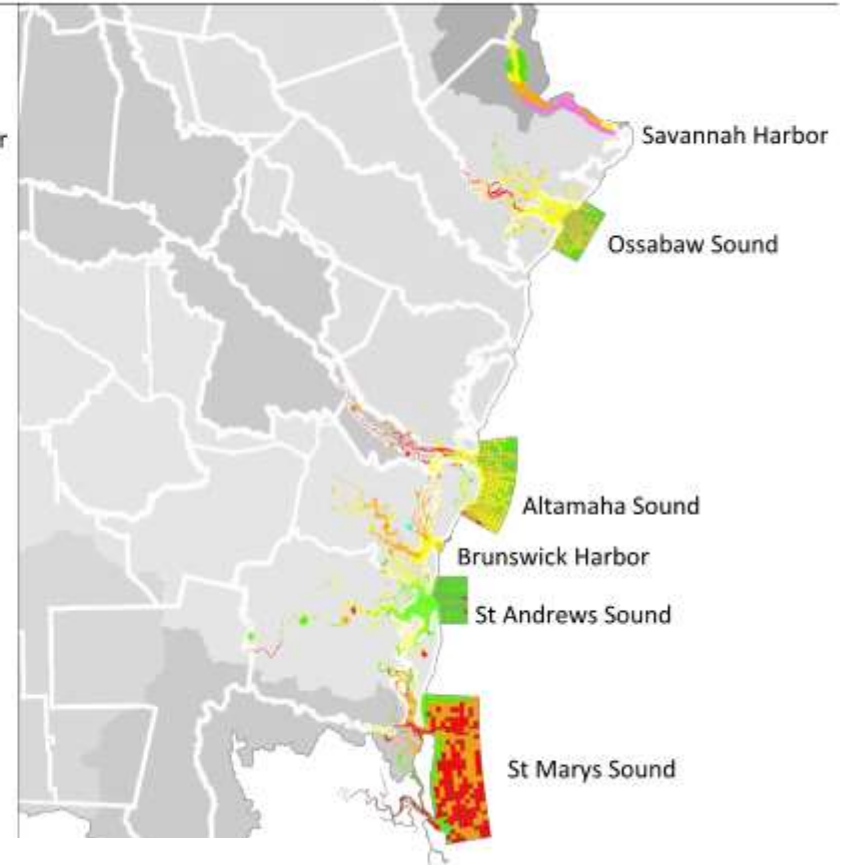 r
Savannah Harbor
Ossabaw Sound
Altamaha Sound
Brunswick Harbor
St Andrews Sound
St Marys Sound